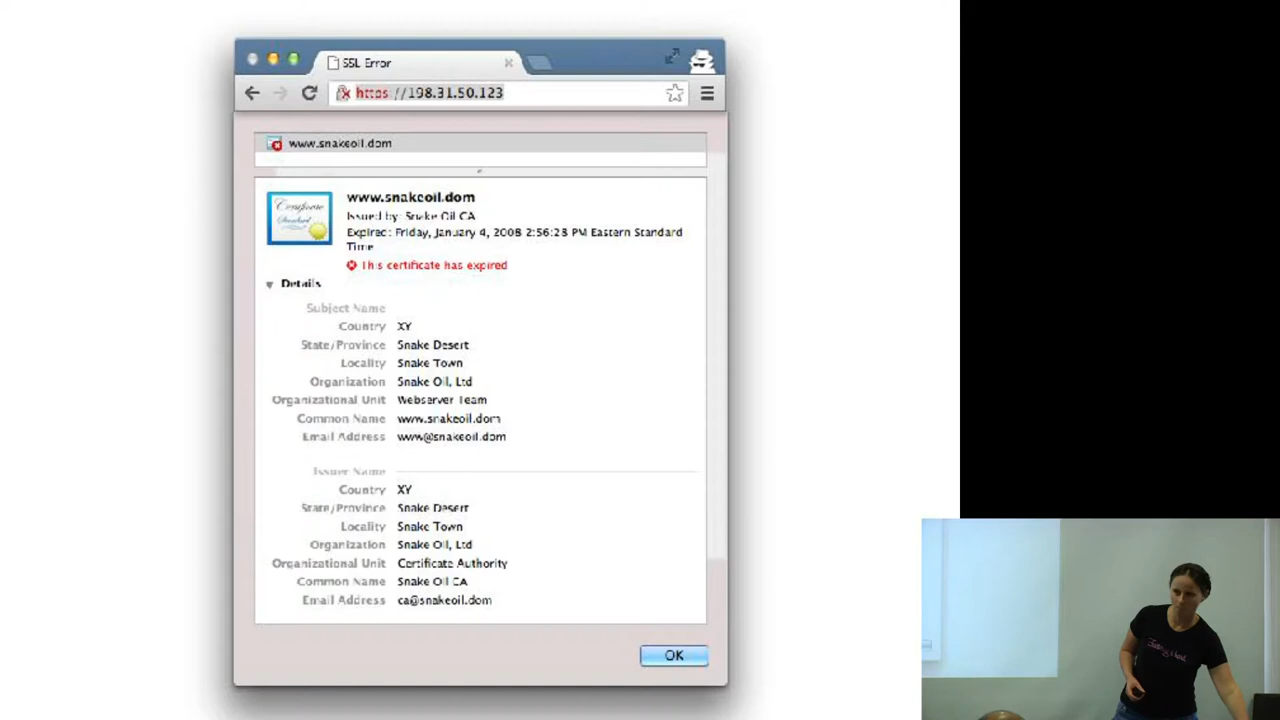 SSL Error
https://198.31.50.123
www.snakeoil.dom
Certificate
Standard
www.snakeoil.dom
Issued by: Snake Oil CA
Expired: Friday, January 4, 2008 2:56:28 PM Eastern Standard
Time
This certificate has expired
Details
Subject Name
Country XY
State/Province Snake Desert
Locality Snake Town
Organization Snake Oil, Ltd
Organizational Unit Webserver Team
Common Name www.snakeoil.dom
Email Address www@snakeoil.dom
Issuer Name
Country XY
State/Province Snake Desert
Locality Snake Town
Organization Snake Oil, Ltd
Organizational Unit Certificate Authority
Common Name Snake Oil CA
Email Address ca@snakeoil.dom
OK